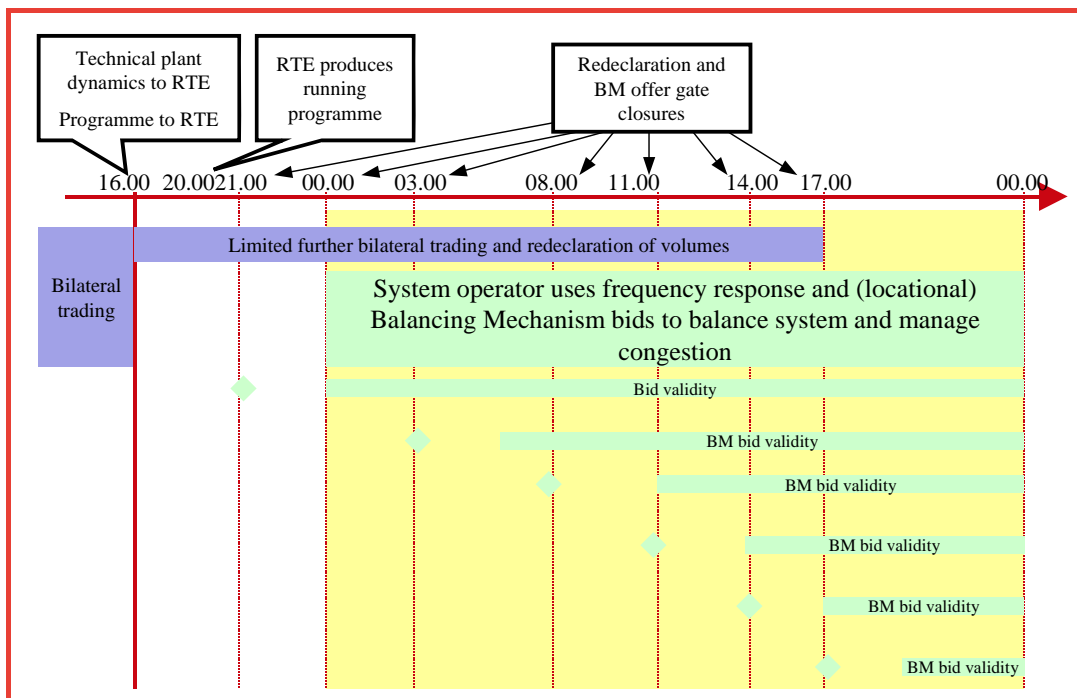 Technical plant
dynamics to RTE
Programme to RTE
RTE produces
running
programme
Redeclaration and
BM offer gate
closures
16.00 20.00 21.00 00.00 03.00 08.00 11.00 14.00 17.00 00.00
Limited further bilateral trading and redeclaration of volumes
Bilateral
trading
System operator uses frequency response and (locational)
Balancing Mechanism bids to balance system and manage
congestion
Bid validity
BM bid validity
BM bid validity
BM bid validity
BM bid validity
BM bid validity